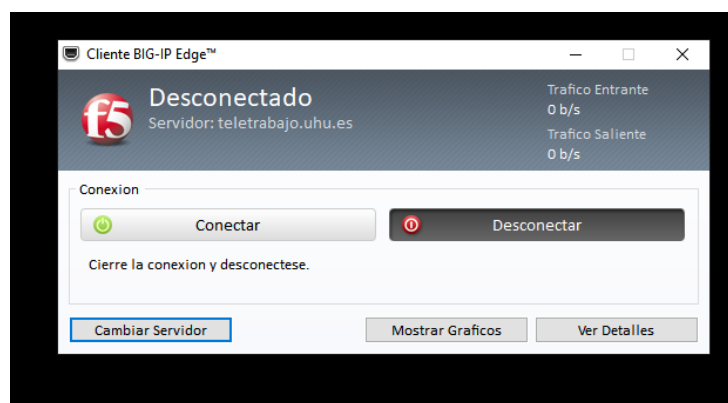 Cliente BIG-IP Edge™
f5
Desconectado
Servidor: teletrabajo.uhu.es
Trafico Entrante
0 b/s
Trafico Saliente
0 b/s
Conexion
Conectar
Desconectar
Cierre la conexion y desconectese.
Cambiar Servidor
Mostrar Graficos
Ver Detalles